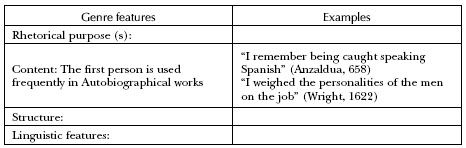 Genre features Examples
Rhetorical purpose (s):
Content: The first person is used
frequently in Autobiographical works
“I remember being caught speaking
Spanish” (Anzaldua, 658)
“I weighed the personalities of the men
on the job” (Wright, 1622)
Structure:
Linguistic features: